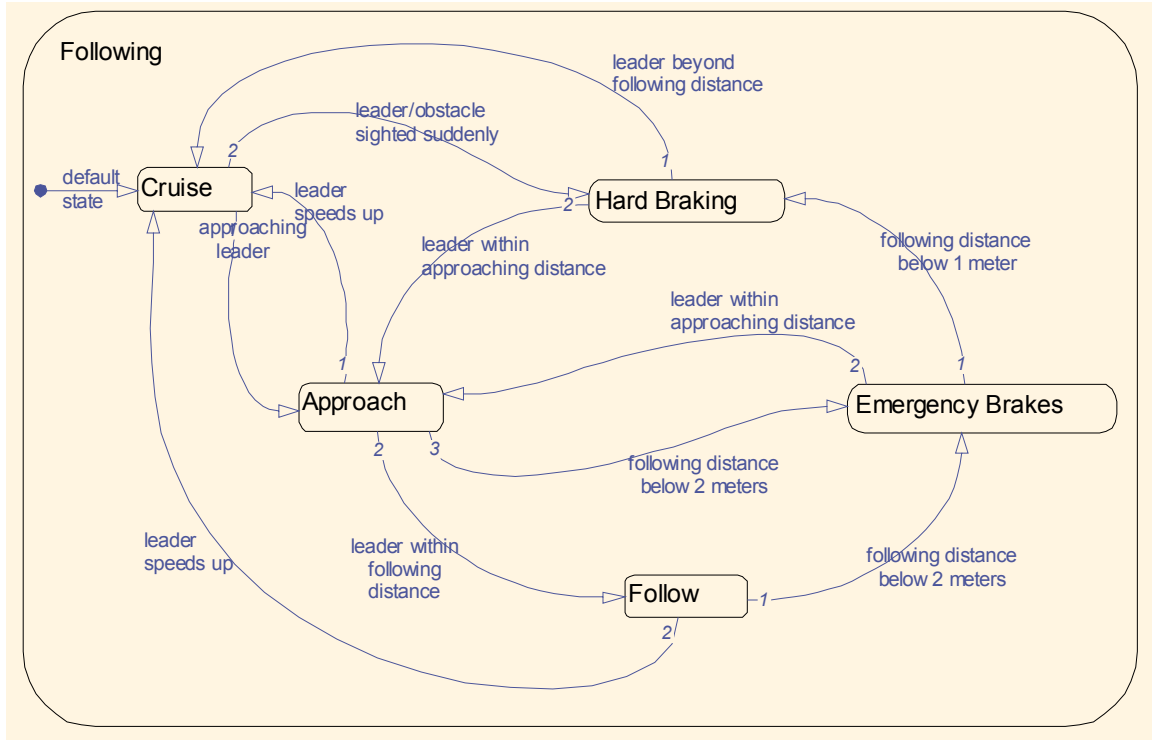 Following
leader beyond
following distance
leader/obstacle
sighted suddenly
2
1
default
state
Cruise
leader
speeds up
2
Hard Braking
approaching
leader
leader within
approaching distance
following distance
below 1 meter
leader within
approaching distance
1
2
1
Approach
Emergency Brakes
2
3
following distance
below 2 meters
leader
speeds up
leader within
following
distance
following distance
below 2 meters
Follow
1
2